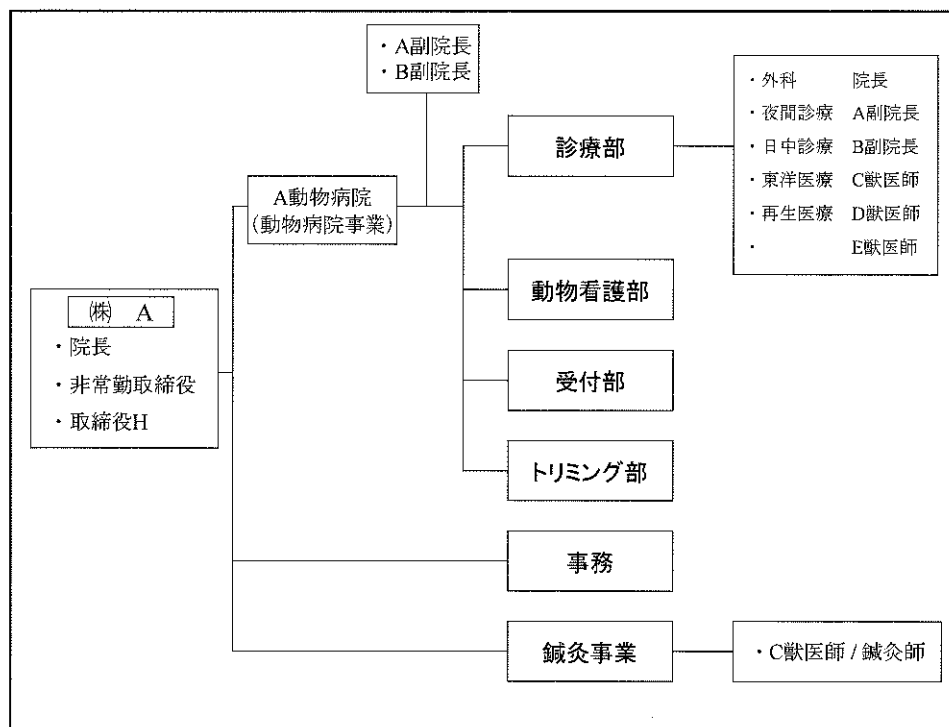 ・A副院長
・B副院長
・外科 院長
・夜間診療 A副院長
・日中診療 B副院長
・東洋医療 C獣医師
・再生医療 D獣医師
・ E獣医師
診療部
A動物病院
(動物病院事業)
動物看護部
㈱ A
・院長
・非常勤取締役
・取締役H
受付部
トリミング部
事務
鍼灸事業
・C獣医師 / 鍼灸師